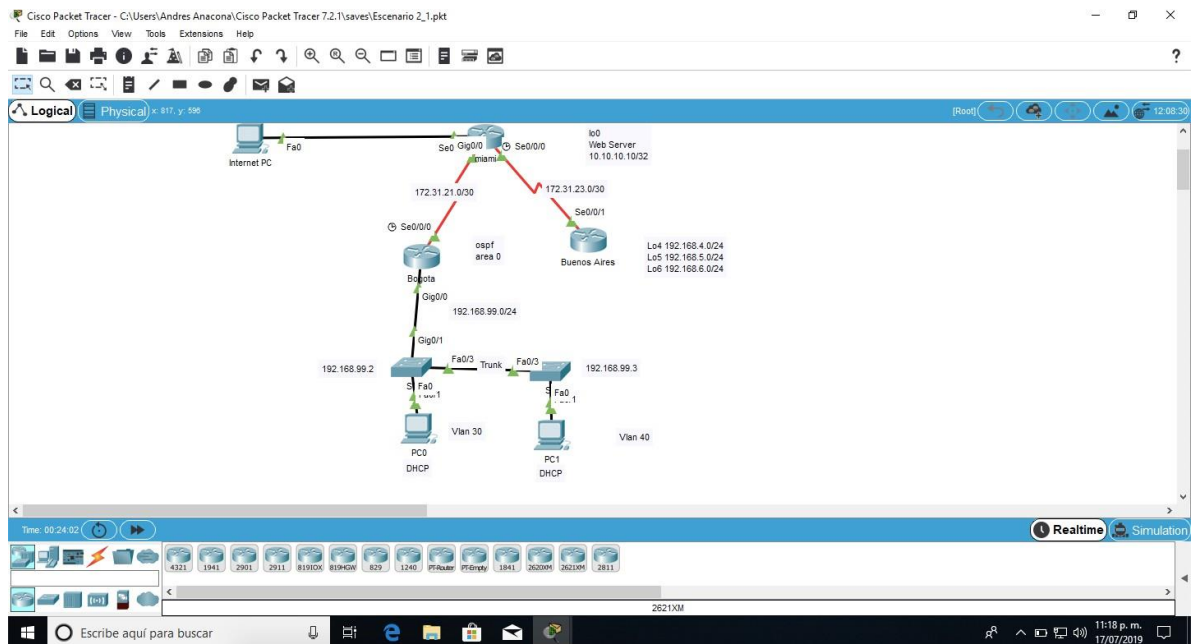 Cisco Packet Tracer - C:\Users\Andres Anacona\Cisco Packet Tracer 7.2.1\saves\Escenario 2_1.pkt
File Edit Options View Tools Extensions Help
?
Logical Physical x: 817, y: 596 [Root] 12:08:30
Internet PC
Fa0
Se0 Gig0/0
miami
Se0/0/0
lo0
Web Server
10.10.10.10/32
172.31.21.0/30
172.31.23.0/30
Se0/0/0
Se0/0/1
Bogota
ospf
area 0
Buenos Aires
Lo4 192.168.4.0/24
Lo5 192.168.5.0/24
Lo6 192.168.6.0/24
Gig0/0
192.168.99.0/24
Gig0/1
192.168.99.2
Fa0/3 Trunk Fa0/3
192.168.99.3
Fa0
Fa0
Vlan 30
Vlan 40
PC0
DHCP
PC1
DHCP
Time: 00:24:02
Realtime Simulation
4321 1941 2901 2911 819IOX 819HGW 829 1240 PT-Router PT-Empty 1841 2620XM 2621XM 2811
2621XM
Escribe aquí para buscar
11:18 p. m.
17/07/2019